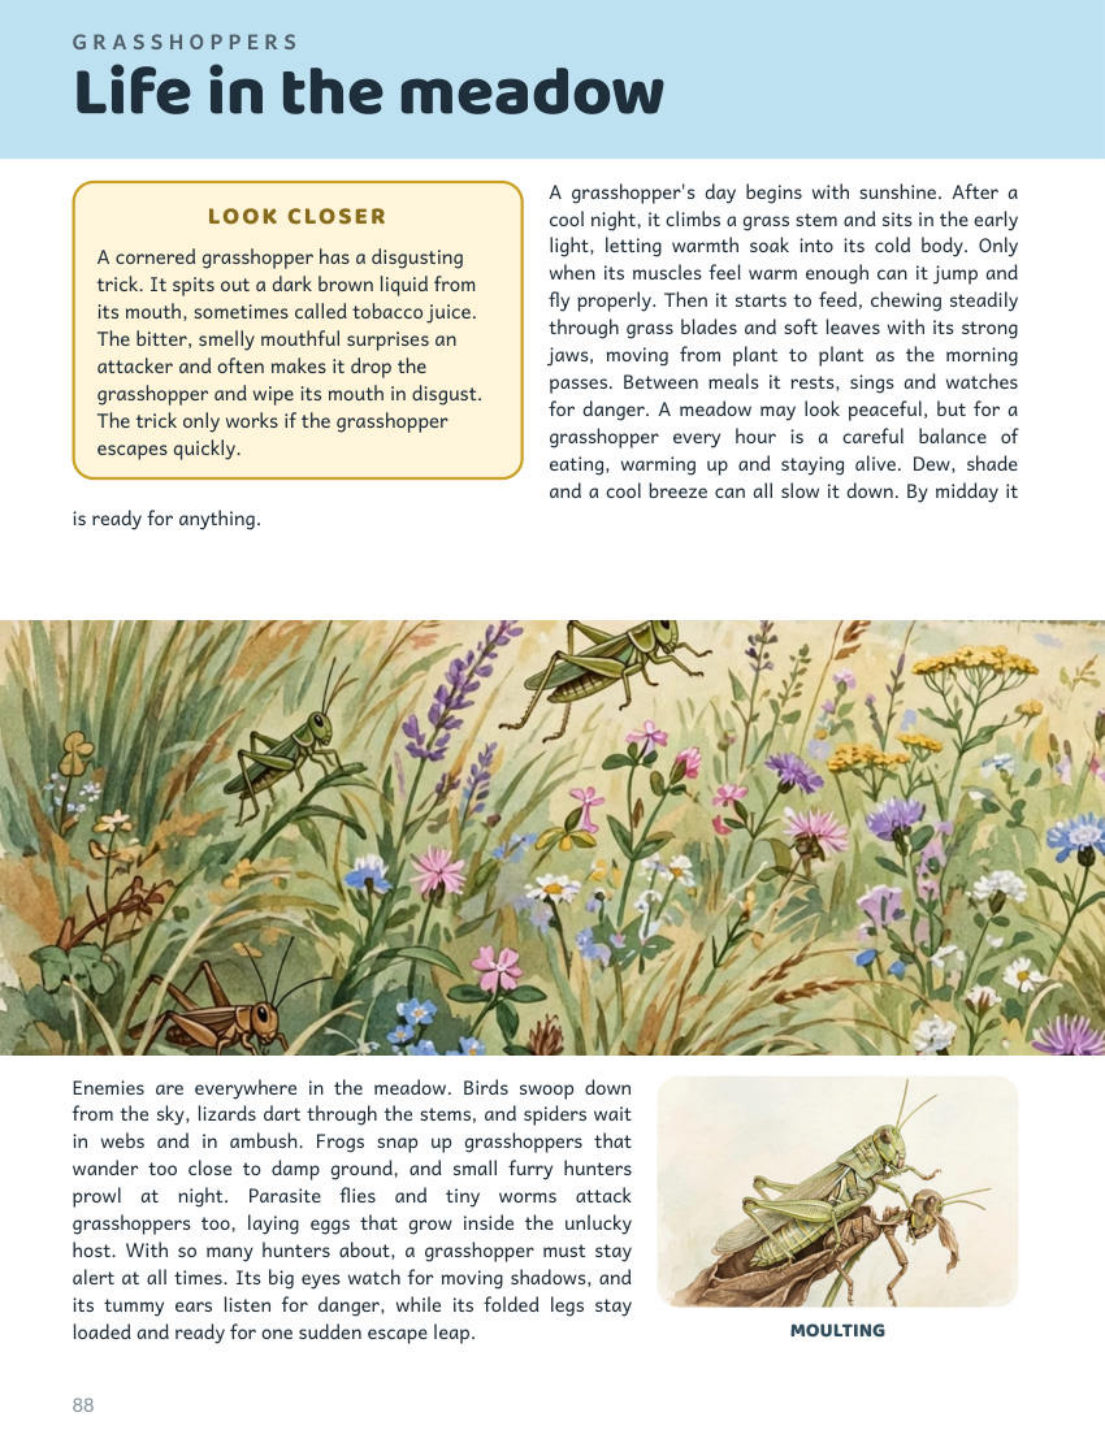 GRASSHOPPERS
Life in the meadow
LOOK CLOSER
A cornered grasshopper has a disgusting
trick. It spits out a dark brown liquid from
its mouth, sometimes called tobacco juice.
The bitter, smelly mouthful surprises an
attacker and often makes it drop the
grasshopper and wipe its mouth in disgust.
The trick only works if the grasshopper
escapes quickly.
A grasshopper's day begins with sunshine. After a
cool night, it climbs a grass stem and sits in the early
light, letting warmth soak into its cold body. Only
when its muscles feel warm enough can it jump and
fly properly. Then it starts to feed, chewing steadily
through grass blades and soft leaves with its strong
jaws, moving from plant to plant as the morning
passes. Between meals it rests, sings and watches
for danger. A meadow may look peaceful, but for a
grasshopper every hour is a careful balance of
eating, warming up and staying alive. Dew, shade
and a cool breeze can all slow it down. By midday it
is ready for anything.
Enemies are everywhere in the meadow. Birds swoop down
from the sky, lizards dart through the stems, and spiders wait
in webs and in ambush. Frogs snap up grasshoppers that
wander too close to damp ground, and small furry hunters
prowl at night. Parasite flies and tiny worms attack
grasshoppers too, laying eggs that grow inside the unlucky
host. With so many hunters about, a grasshopper must stay
alert at all times. Its big eyes watch for moving shadows, and
its tummy ears listen for danger, while its folded legs stay
loaded and ready for one sudden escape leap.
MOULTING
88